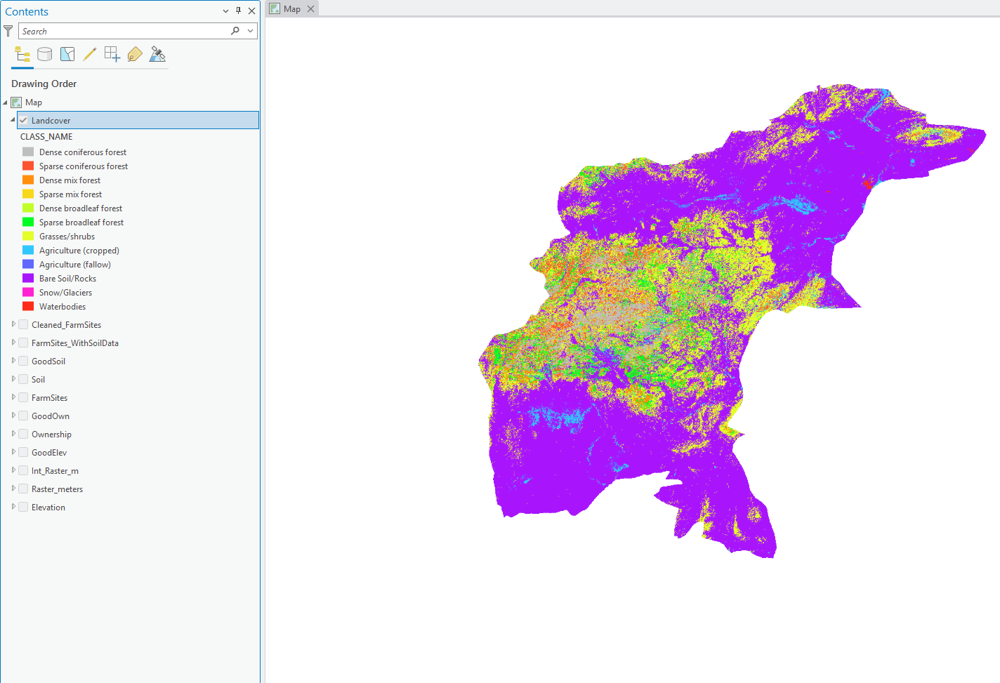 Contents
Map
Search
Drawing Order
Map
Landcover
CLASS_NAME
Dense coniferous forest
Sparse coniferous forest
Dense mix forest
Sparse mix forest
Dense broadleaf forest
Sparse broadleaf forest
Grasses/shrubs
Agriculture (cropped)
Agriculture (fallow)
Bare Soil/Rocks
Snow/Glaciers
Waterbodies
Cleaned_FarmSites
FarmSites_WithSoilData
GoodSoil
Soil
FarmSites
GoodOwn
Ownership
GoodElev
Int_Raster_m
Raster_meters
Elevation